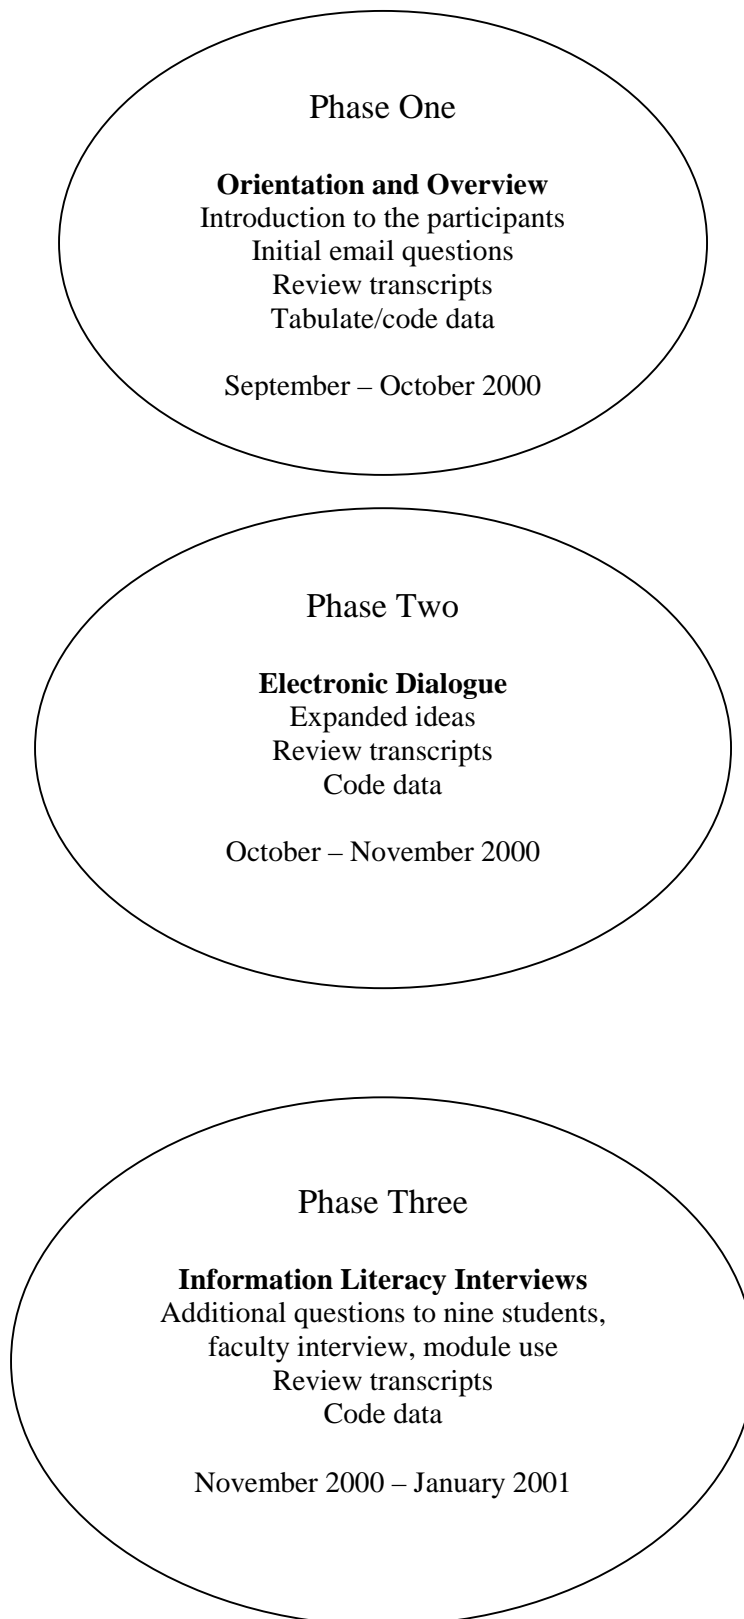 Phase One
Orientation and Overview
Introduction to the participants
Initial email questions
Review transcripts
Tabulate/code data
September – October 2000
Phase Two
Electronic Dialogue
Expanded ideas
Review transcripts
Code data
October – November 2000
Phase Three
Information Literacy Interviews
Additional questions to nine students,
faculty interview, module use
Review transcripts
Code data
November 2000 – January 2001